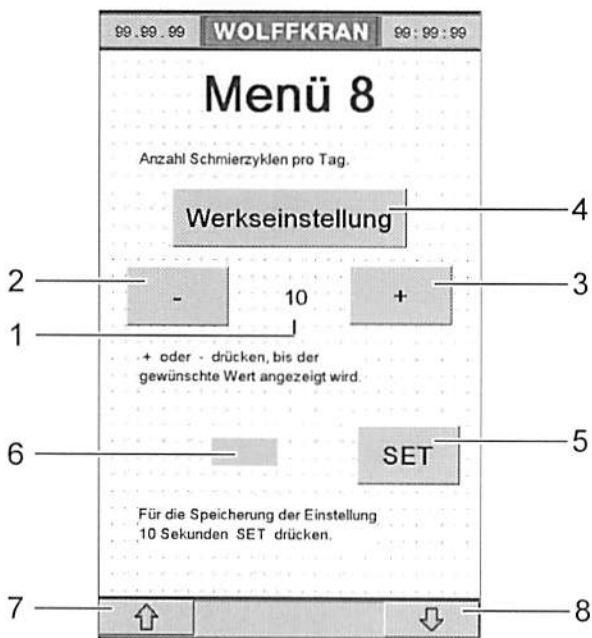 99.99.99 WOLFFKRAN 99:99:99
Menü 8
Anzahl Schmierzyklen pro Tag.
Werkseinstellung 4
2 - 10 + 3
1
+ oder - drücken, bis der
gewünschte Wert angezeigt wird.
6 SET 5
Für die Speicherung der Einstellung
10 Sekunden SET drücken.
7 8